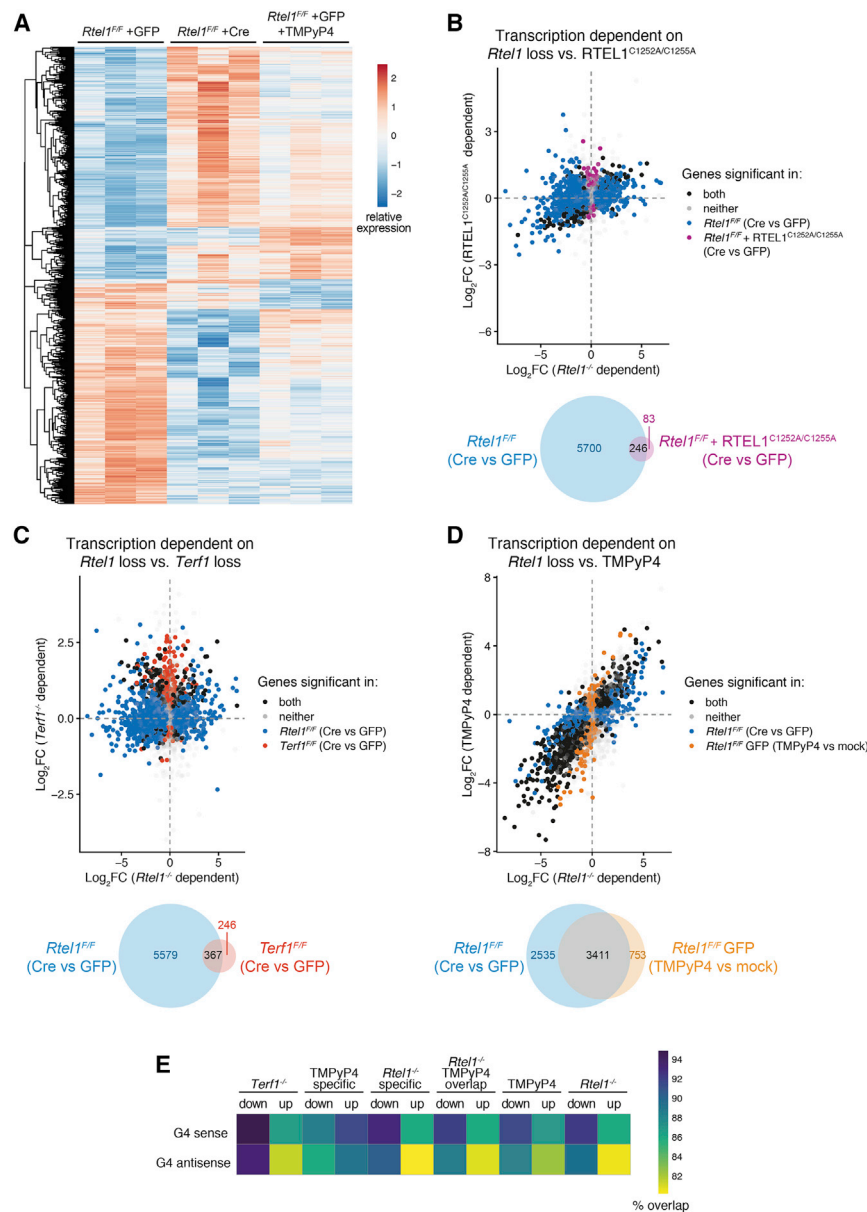 A
Rtel1F/F +GFP
Rtel1F/F +Cre
Rtel1F/F +GFP
+TMPyP4
2
1
0
−1
−2
relative
expression
B
Transcription dependent on
Rtel1 loss vs. RTEL1C1252A/C1255A
Log2FC (RTEL1C1252A/C1255A dependent)
3
0
−3
−6
−5
0
5
Log2FC (Rtel1-/- dependent)
Genes significant in:
both
neither
Rtel1F/F (Cre vs GFP)
Rtel1F/F + RTEL1C1252A/C1255A
(Cre vs GFP)
Rtel1F/F
(Cre vs GFP)
5700
246
83
Rtel1F/F + RTEL1C1252A/C1255A
(Cre vs GFP)
C
Transcription dependent on
Rtel1 loss vs. Terf1 loss
Log2FC (Terf1-/- dependent)
2.5
0.0
−2.5
−5
0
5
Log2FC (Rtel1-/- dependent)
Genes significant in:
both
neither
Rtel1F/F (Cre vs GFP)
Terf1F/F (Cre vs GFP)
Rtel1F/F
(Cre vs GFP)
5579
367
246
Terf1F/F
(Cre vs GFP)
D
Transcription dependent on
Rtel1 loss vs. TMPyP4
Log2FC (TMPyP4 dependent)
8
4
0
−4
−8
−5
0
5
Log2FC (Rtel1-/- dependent)
Genes significant in:
both
neither
Rtel1F/F (Cre vs GFP)
Rtel1F/F GFP (TMPyP4 vs mock)
Rtel1F/F
(Cre vs GFP)
2535
3411
753
Rtel1F/F GFP
(TMPyP4 vs mock)
E
Terf1-/-
TMPyP4
specific
Rtel1-/-
specific
Rtel1-/-
TMPyP4
overlap
TMPyP4
Rtel1-/-
down up down up down up down up down up down up
G4 sense
G4 antisense
94
92
90
88
86
84
82
% overlap